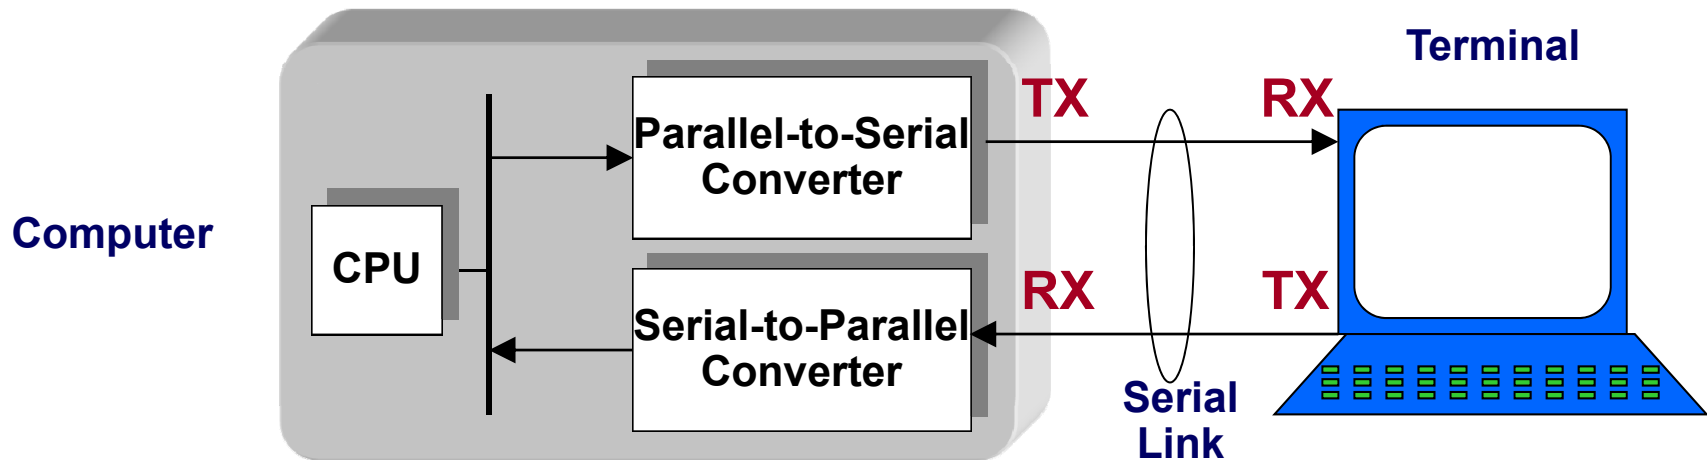 Computer
CPU
Parallel-to-Serial
Converter
Serial-to-Parallel
Converter
TX
RX
RX
TX
Serial
Link
Terminal